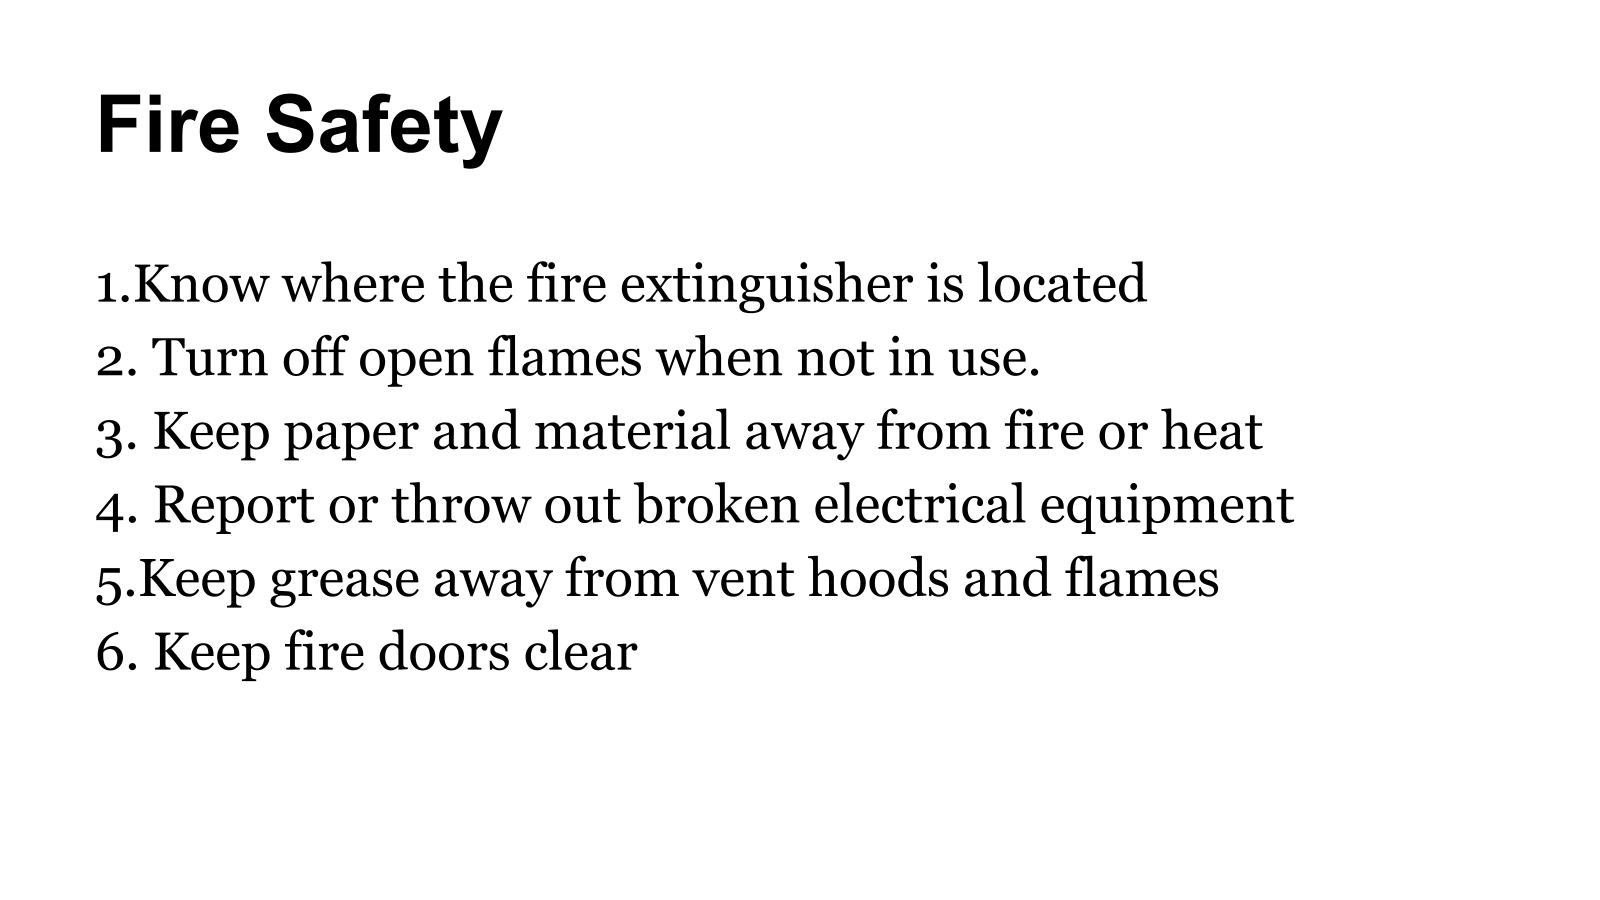 Fire Safety
1.Know where the fire extinguisher is located
2. Turn off open flames when not in use.
3. Keep paper and material away from fire or heat
4. Report or throw out broken electrical equipment
5.Keep grease away from vent hoods and flames
6. Keep fire doors clear